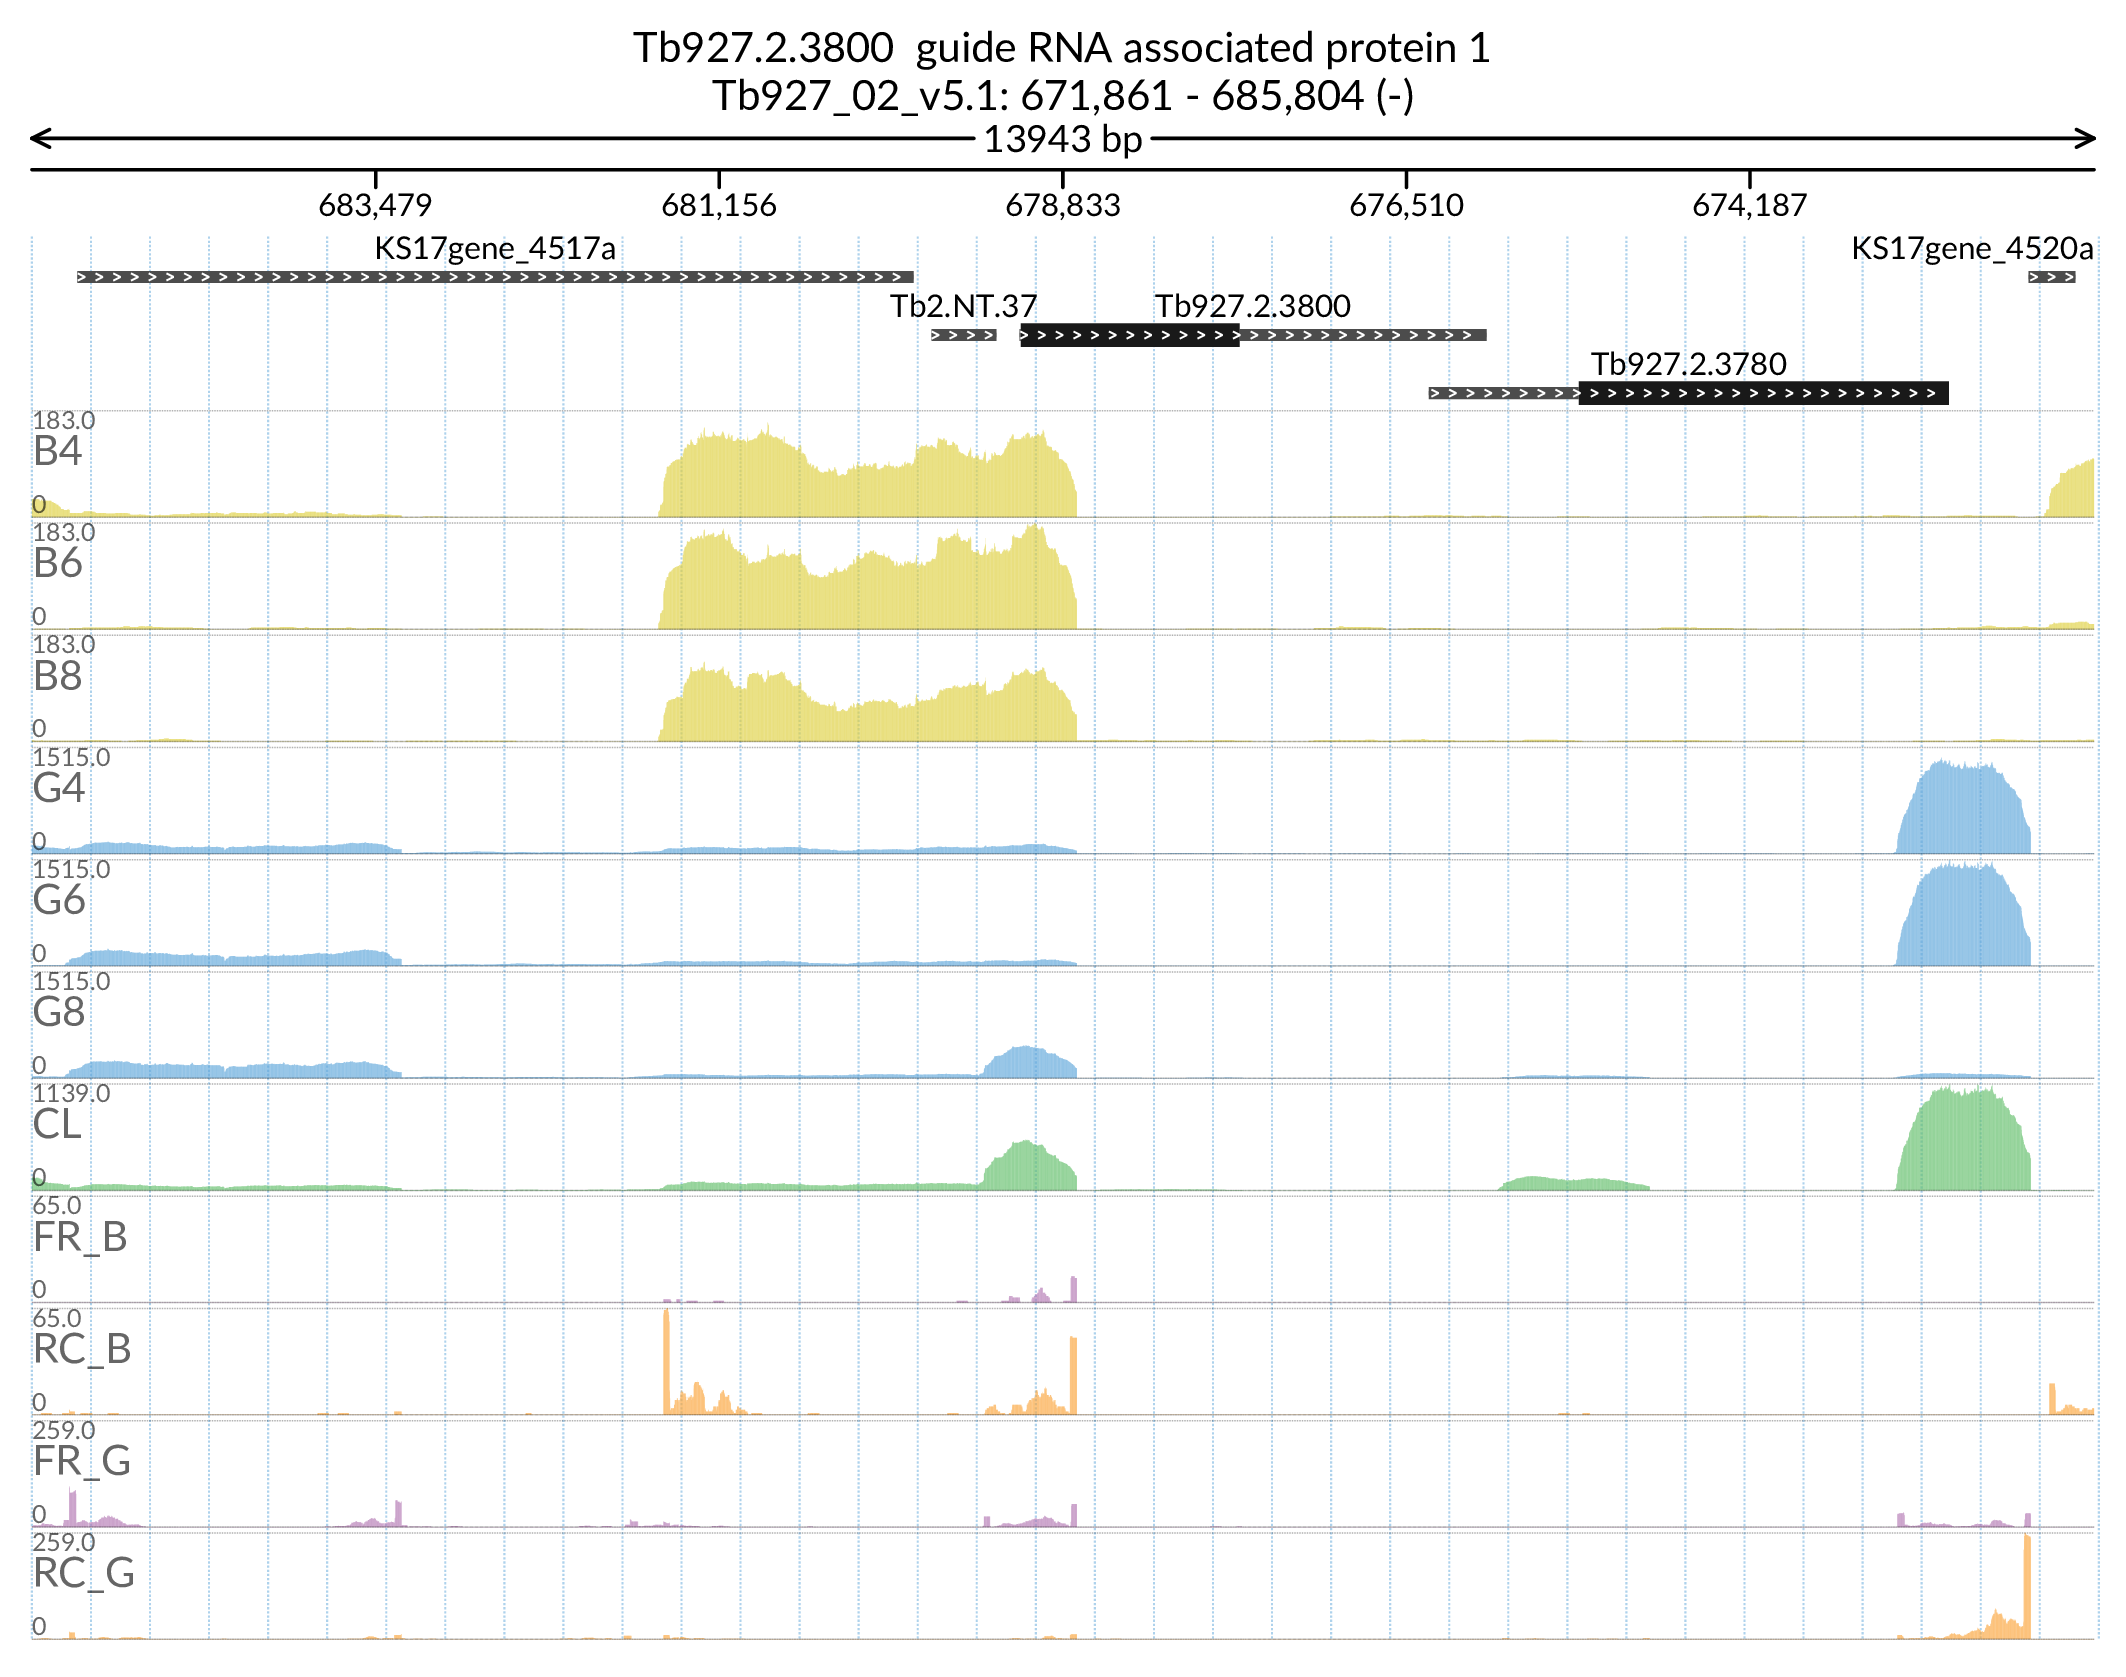 Tb927.2.3800  guide RNA associated protein 1
Tb927_02_v5.1: 671,861 - 685,804 (-)
13943 bp
683,479 681,156 678,833 676,510 674,187
KS17gene_4517a KS17gene_4520a
Tb2.NT.37 Tb927.2.3800
Tb927.2.3780
183.0
B4
0
183.0
B6
0
183.0
B8
0
1515.0
G4
0
1515.0
G6
0
1515.0
G8
0
1139.0
CL
0
65.0
FR_B
0
65.0
RC_B
0
259.0
FR_G
0
259.0
RC_G
0